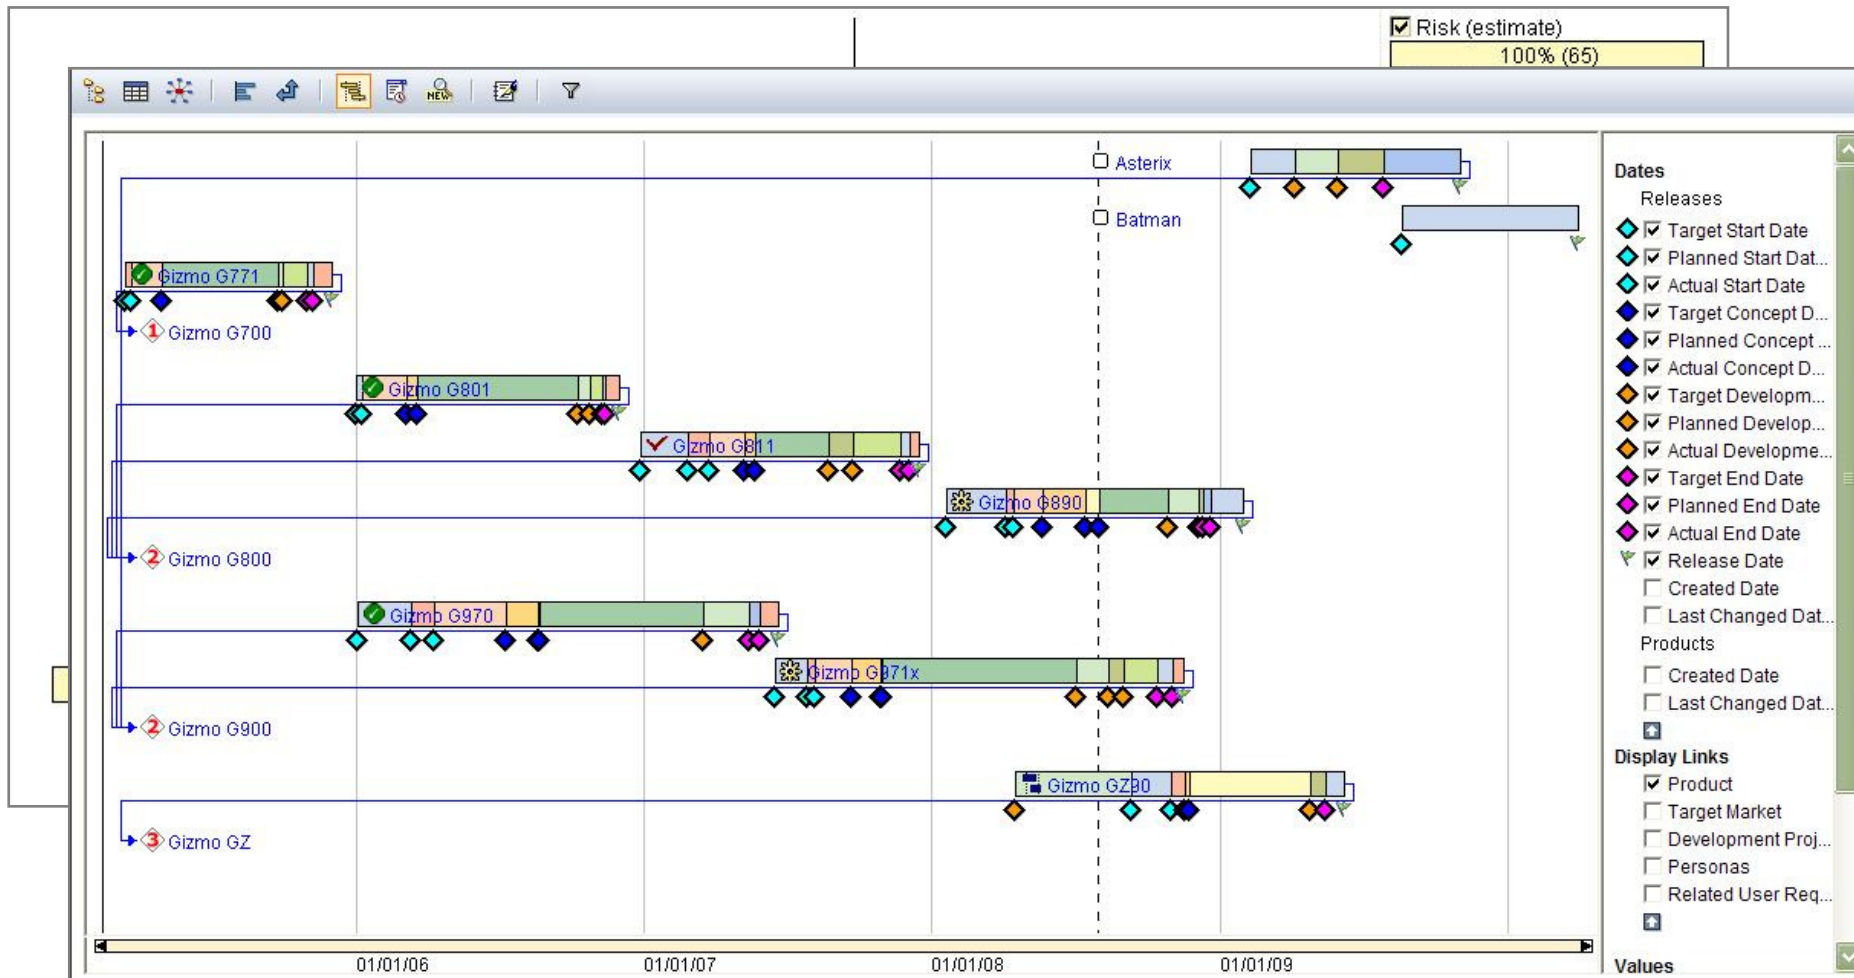 Risk (estimate)
100% (65)
NEW
Asterix
Batman
Gizmo G771
1 Gizmo G700
Gizmo G801
Gizmo G811
Gizmo G890
2 Gizmo G800
Gizmo G970
Gizmo G971x
2 Gizmo G900
Gizmo GZ90
3 Gizmo GZ
01/01/06
01/01/07
01/01/08
01/01/09
Dates
Releases
Target Start Date
Planned Start Dat...
Actual Start Date
Target Concept D...
Planned Concept ...
Actual Concept D...
Target Developm...
Planned Develop...
Actual Developme...
Target End Date
Planned End Date
Actual End Date
Release Date
Created Date
Last Changed Dat...
Products
Created Date
Last Changed Dat...
Display Links
Product
Target Market
Development Proj...
Personas
Related User Req...
Values